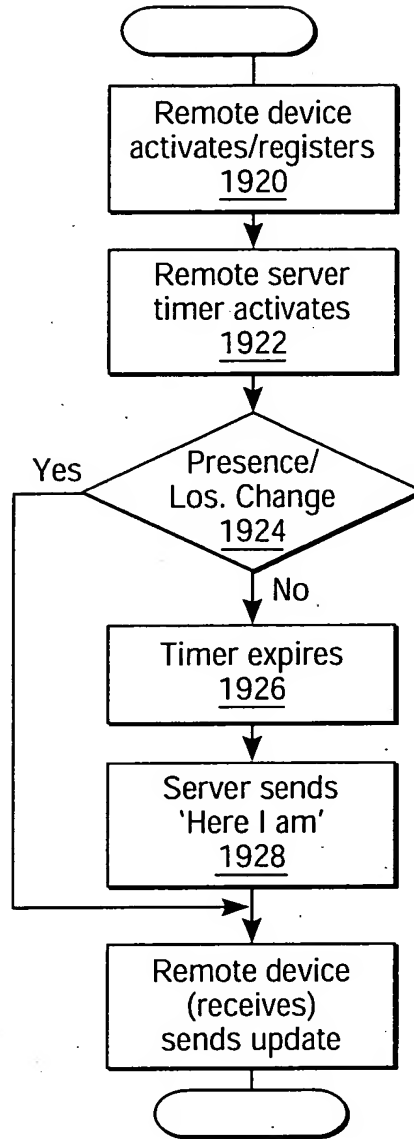 Remote device
activates/registers
1920
Remote server
timer activates
1922
Presence/
Los. Change
1924
Yes
No
Timer expires
1926
Server sends
'Here I am'
1928
Remote device
(receives)
sends update